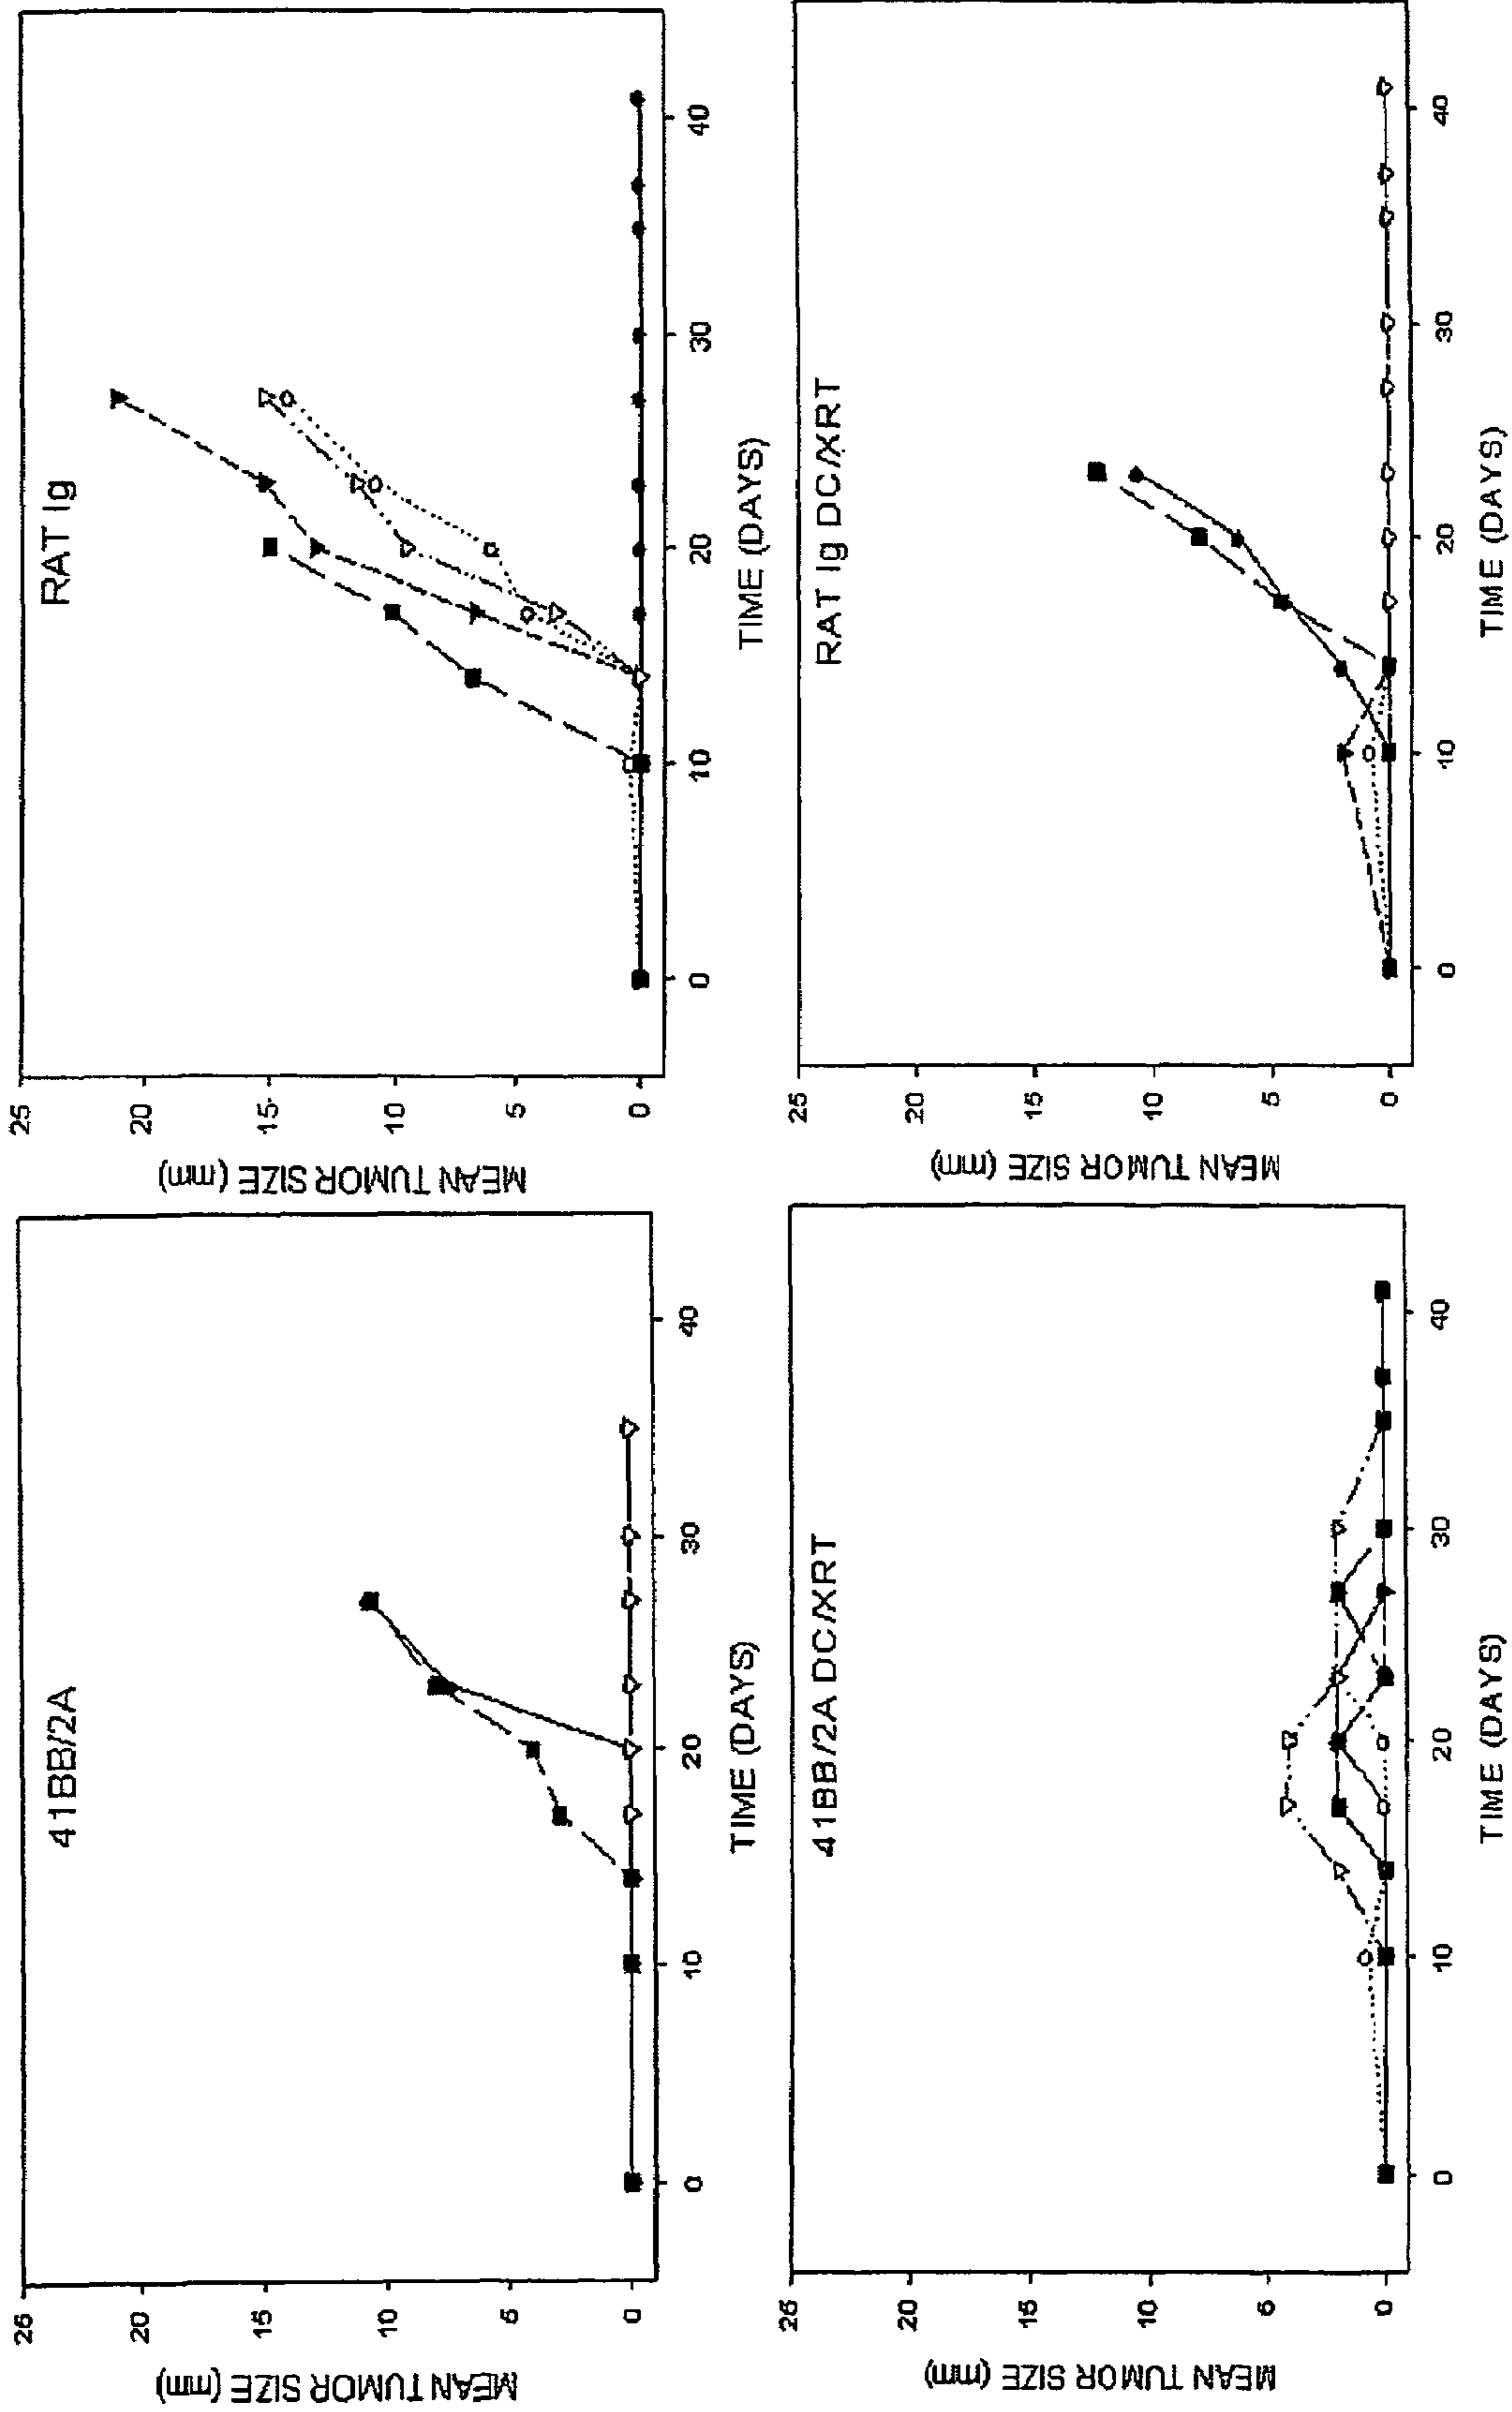 41BB/2A
MEAN TUMOR SIZE (mm)
25
20
15
10
5
0
0 10 20 30 40
TIME (DAYS)
RAT Ig
MEAN TUMOR SIZE (mm)
25
20
15
10
5
0
0 10 20 30 40
TIME (DAYS)
41BB/2A DC/XRT
MEAN TUMOR SIZE (mm)
25
20
15
10
5
0
0 10 20 30 40
TIME (DAYS)
RAT Ig DC/XRT
MEAN TUMOR SIZE (mm)
25
20
15
10
5
0
0 10 20 30 40
TIME (DAYS)